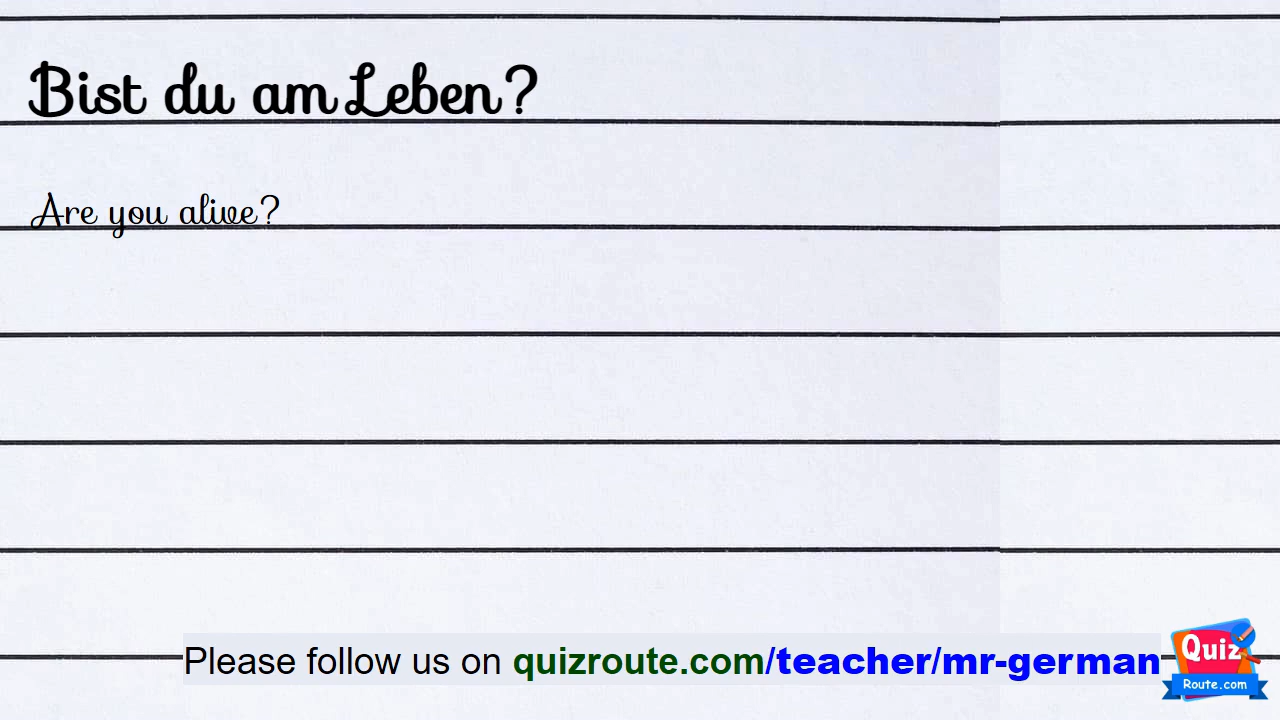 Bist du am Leben?
Are you alive?
Please follow us on quizroute.com/teacher/mr-german
Quiz
Route.com